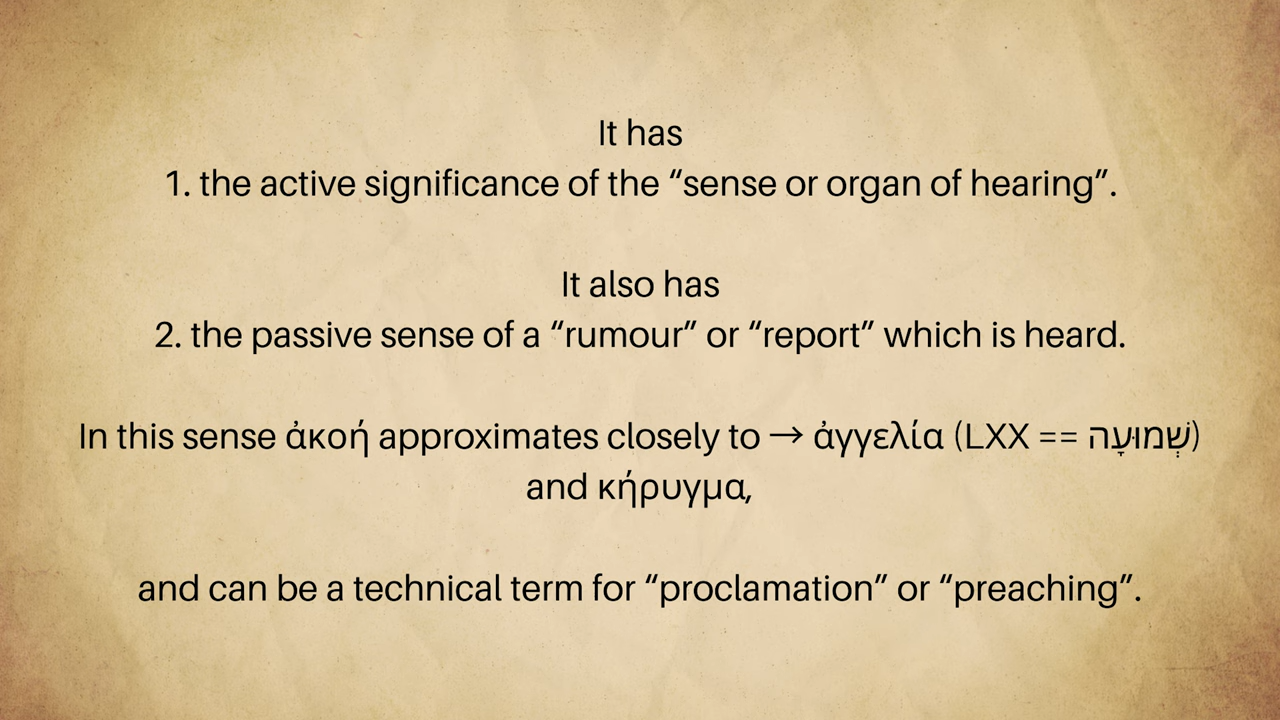 It has
1. the active significance of the “sense or organ of hearing”.
It also has
2. the passive sense of a “rumour” or “report” which is heard.
In this sense ἀκοή approximates closely to → ἀγγελία (LXX == שְׁמוּעָה)
and κήρυγμα,
and can be a technical term for “proclamation” or “preaching”.